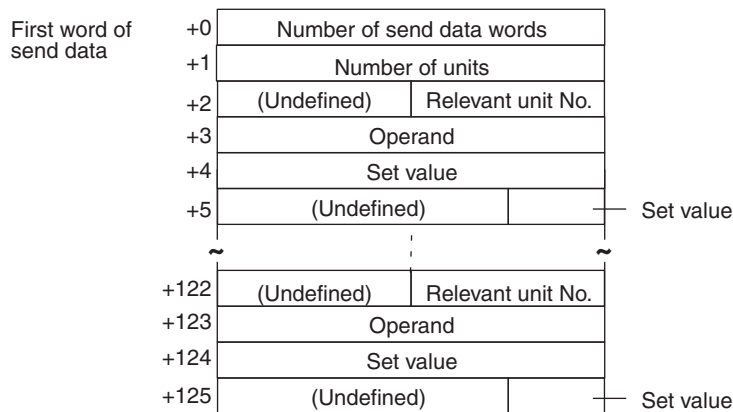 First word of
send data
+0 Number of send data words
+1 Number of units
+2 (Undefined) Relevant unit No.
+3 Operand
+4 Set value
+5 (Undefined) Set value
~ ~
+122 (Undefined) Relevant unit No.
+123 Operand
+124 Set value
+125 (Undefined) Set value